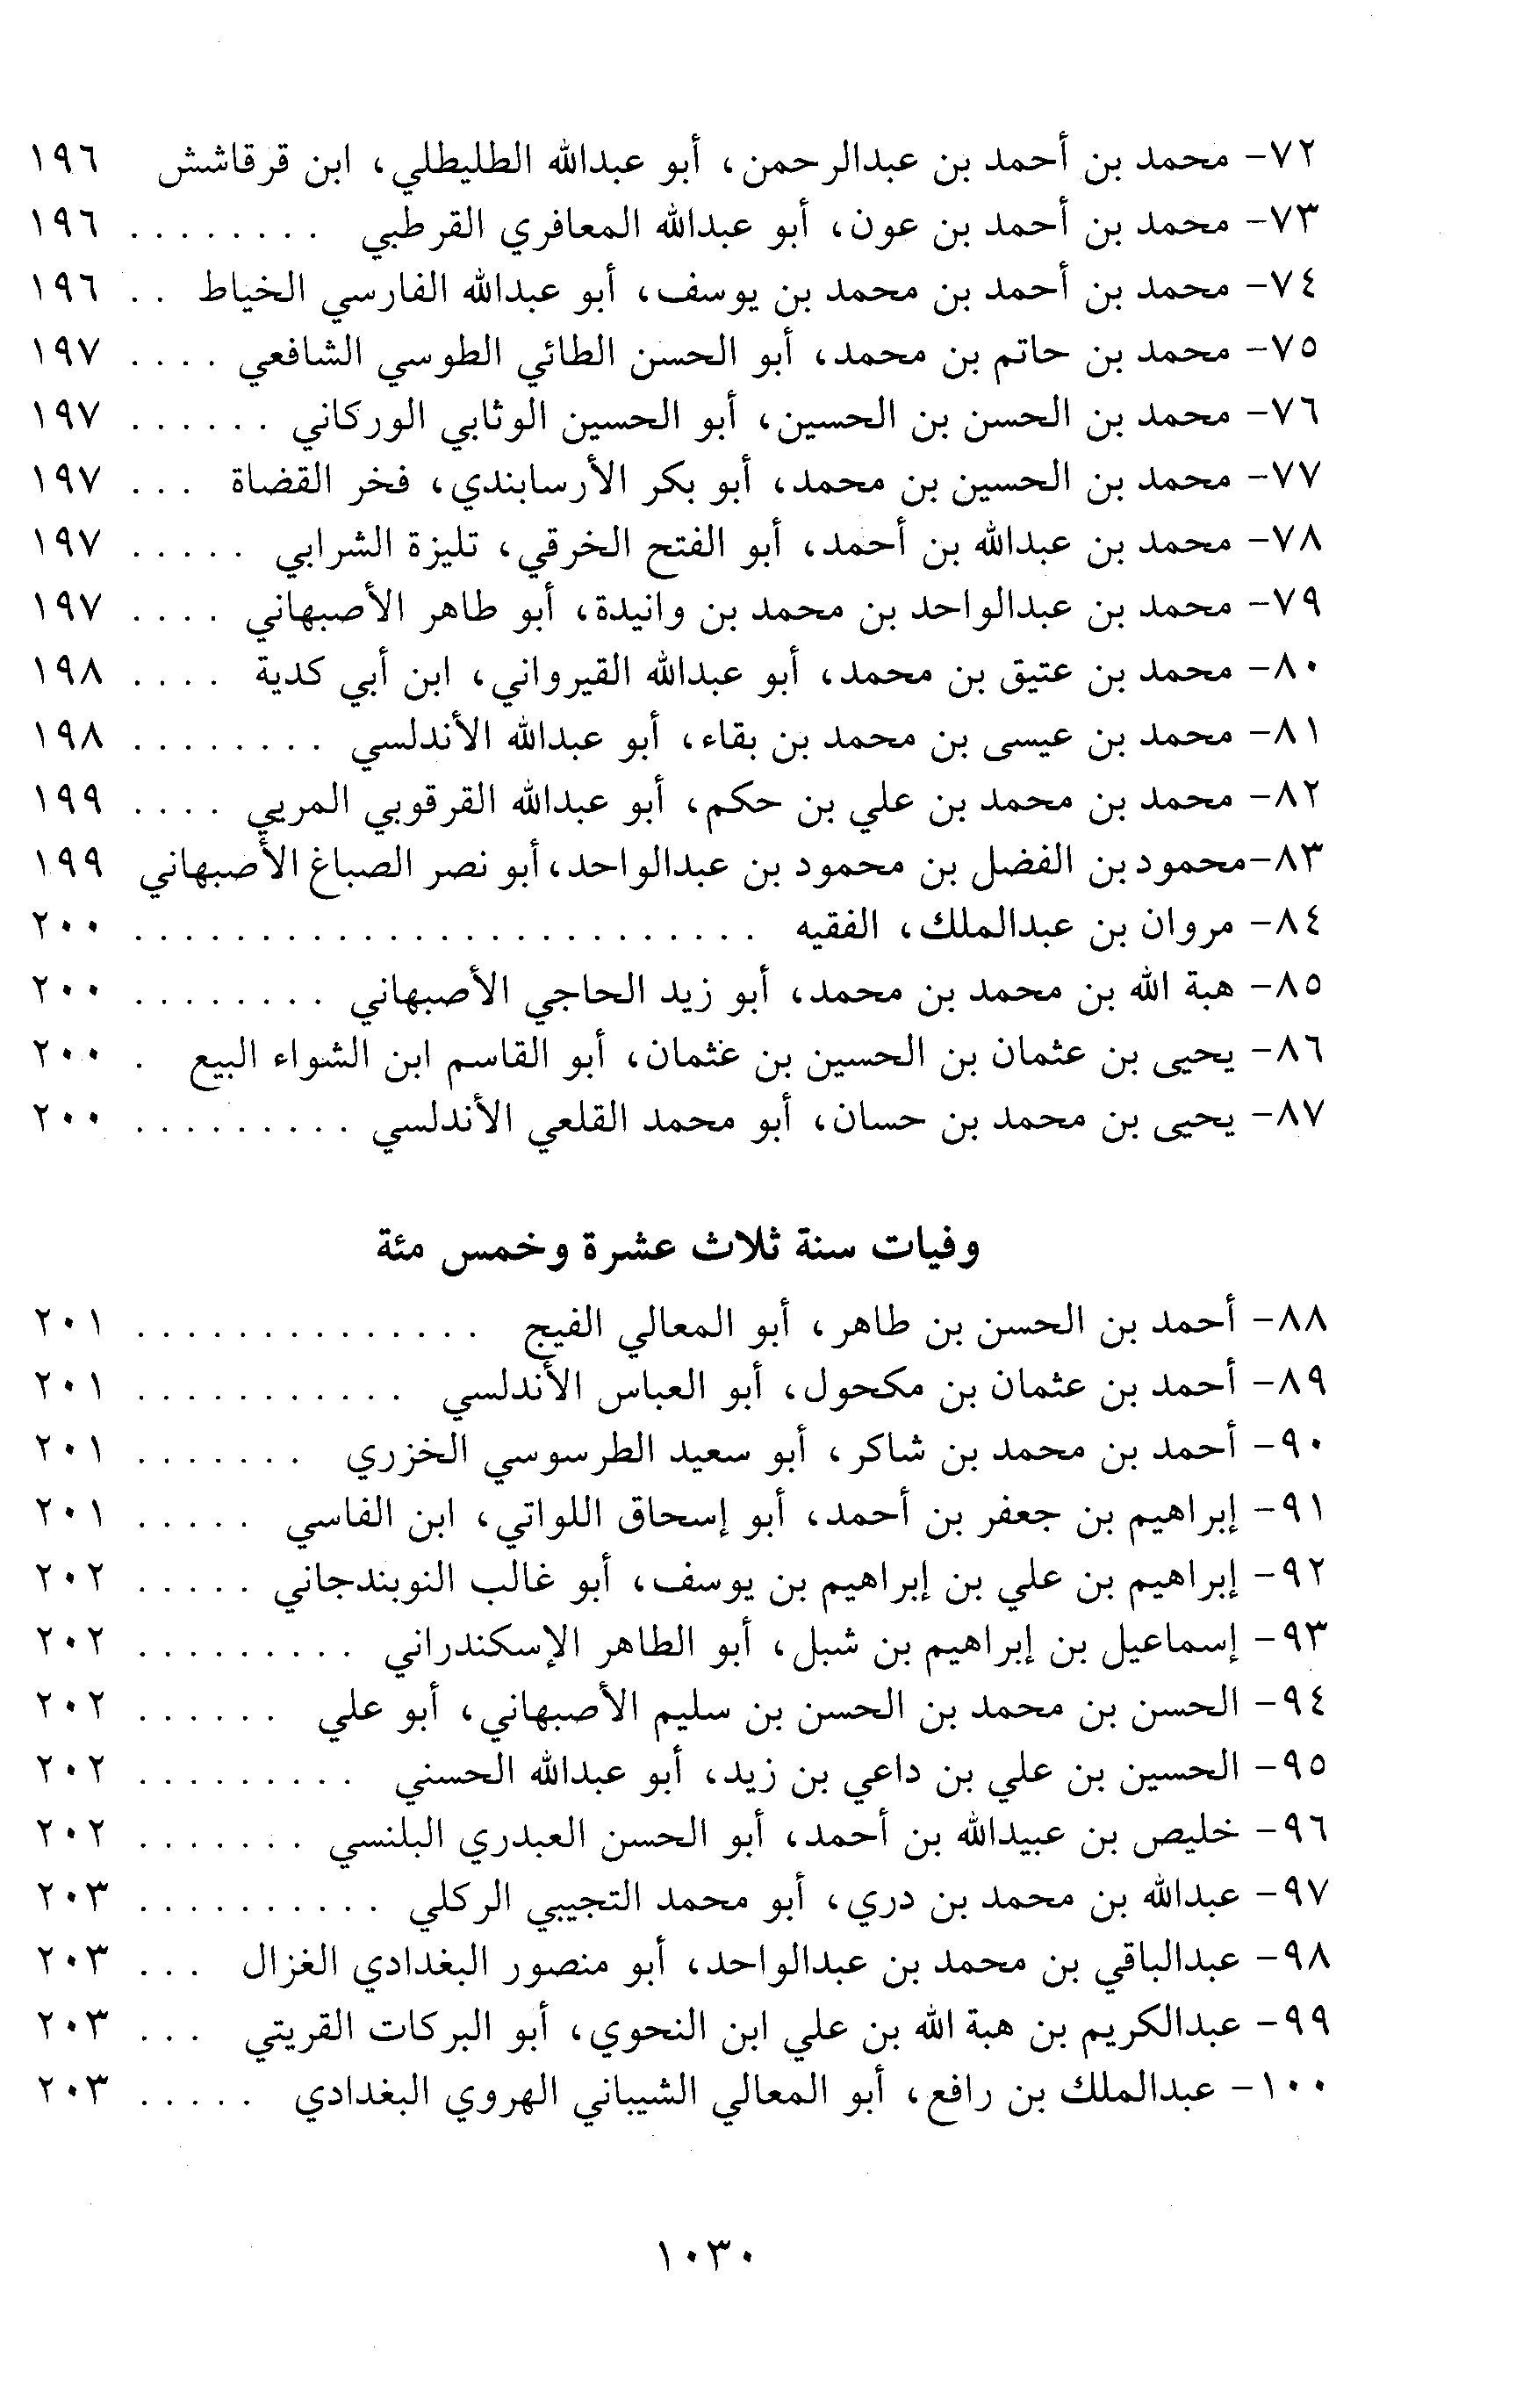 ٧٢- محمد بن أحمد بن عبدالرحمن، أبو عبدالله الطليطلي، ابن قرقاشش ١٩٦
٧٣- محمد بن أحمد بن عون، أبو عبدالله المعافري القرطبي . . . . . . . . ١٩٦
٧٤- محمد بن أحمد بن محمد بن يوسف، أبو عبدالله الفارسي الخياط . . ١٩٦
٧٥- محمد بن حاتم بن محمد، أبو الحسن الطائي الطوسي الشافعي . . . . ١٩٧
٧٦- محمد بن الحسن بن الحسين، أبو الحسين الوثابي الوركاني . . . . . . ١٩٧
٧٧- محمد بن الحسين بن محمد، أبو بكر الأرسابندي، فخر القضاة . . . ١٩٧
٧٨- محمد بن عبدالله بن أحمد، أبو الفتح الخرقي، تليزة الشرابي . . . . . ١٩٧
٧٩- محمد بن عبدالواحد بن محمد بن وانيدة، أبو طاهر الأصبهاني . . . . ١٩٧
٨٠- محمد بن عتيق بن محمد، أبو عبدالله القيرواني، ابن أبي كدية . . . . ١٩٨
٨١- محمد بن عيسى بن محمد بن بقاء، أبو عبدالله الأندلسي . . . . . . . . ١٩٨
٨٢- محمد بن محمد بن علي بن حكم، أبو عبدالله القرقوبي المريي . . . . ١٩٩
٨٣-محمود بن الفضل بن محمود بن عبدالواحد، أبو نصر الصباغ الأصبهاني ١٩٩
٨٤- مروان بن عبدالملك، الفقيه . . . . . . . . . . . . . . . . . . . . . . . . . ٢٠٠
٨٥- هبة الله بن محمد بن محمد، أبو زيد الحاجي الأصبهاني . . . . . . . . ٢٠٠
٨٦- يحيى بن عثمان بن الحسين بن عثمان، أبو القاسم ابن الشواء البيع . ٢٠٠
٨٧- يحيى بن محمد بن حسان، أبو محمد القلعي الأندلسي . . . . . . . . . ٢٠٠
وفيات سنة ثلاث عشرة وخمس مئة
٨٨- أحمد بن الحسن بن طاهر، أبو المعالي الفيج . . . . . . . . . . . . . . ٢٠١
٨٩- أحمد بن عثمان بن مكحول، أبو العباس الأندلسي . . . . . . . . . . . ٢٠١
٩٠- أحمد بن محمد بن شاكر، أبو سعيد الطرسوسي الخزري . . . . . . . ٢٠١
٩١- إبراهيم بن جعفر بن أحمد، أبو إسحاق اللواتي، ابن الفاسي . . . . . ٢٠١
٩٢- إبراهيم بن علي بن إبراهيم بن يوسف، أبو غالب النوبندجاني . . . . . ٢٠٢
٩٣- إسماعيل بن إبراهيم بن شبل، أبو الطاهر الإسكندراني . . . . . . . . . ٢٠٢
٩٤- الحسن بن محمد بن الحسن بن سليم الأصبهاني، أبو علي . . . . . . ٢٠٢
٩٥- الحسين بن علي بن داعي بن زيد، أبو عبدالله الحسني . . . . . . . . . ٢٠٢
٩٦- خليص بن عبيدالله بن أحمد، أبو الحسن العبدري البلنسي . . . . . . . ٢٠٢
٩٧- عبدالله بن محمد بن دري، أبو محمد التجيبي الركلي . . . . . . . . . . ٢٠٣
٩٨- عبدالباقي بن محمد بن عبدالواحد، أبو منصور البغدادي الغزال . . . ٢٠٣
٩٩- عبدالكريم بن هبة الله بن علي ابن النحوي، أبو البركات القريتي . . . ٢٠٣
١٠٠- عبدالملك بن رافع، أبو المعالي الشيباني الهروي البغدادي . . . . . ٢٠٣
١٠٣٠